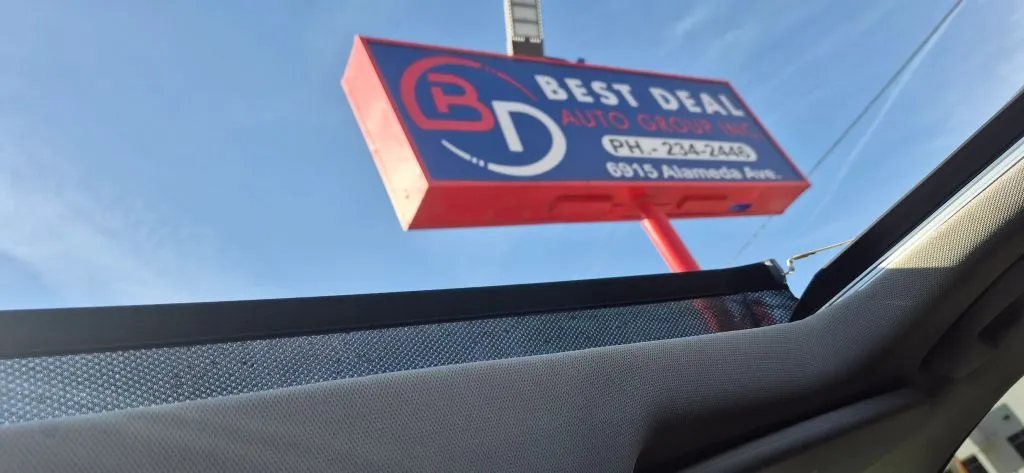 BD
BEST DEAL
AUTO GROUP INC
PH.- 234-2448
6915 Alameda Ave.